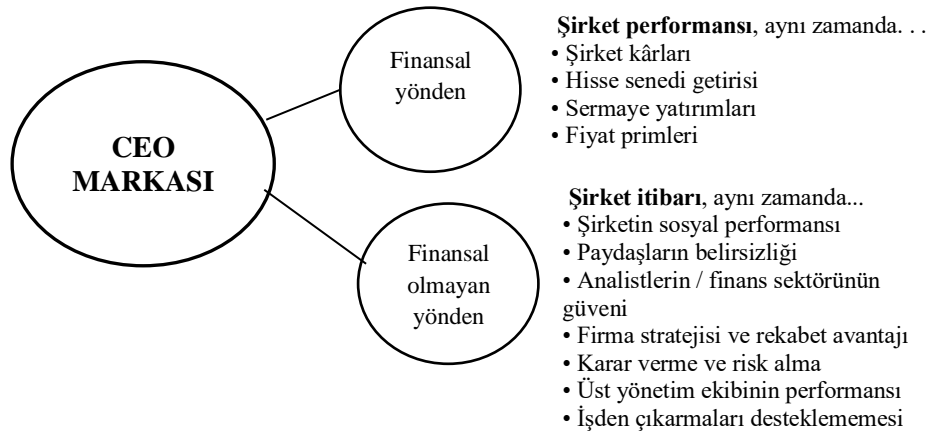 CEO
MARKASI
Finansal
yönden
Şirket performansı, aynı zamanda. . .
• Şirket kârları
• Hisse senedi getirisi
• Sermaye yatırımları
• Fiyat primleri
Finansal
olmayan
yönden
Şirket itibarı, aynı zamanda...
• Şirketin sosyal performansı
• Paydaşların belirsizliği
• Analistlerin / finans sektörünün
güveni
• Firma stratejisi ve rekabet avantajı
• Karar verme ve risk alma
• Üst yönetim ekibinin performansı
• İşden çıkarmaları desteklememesi